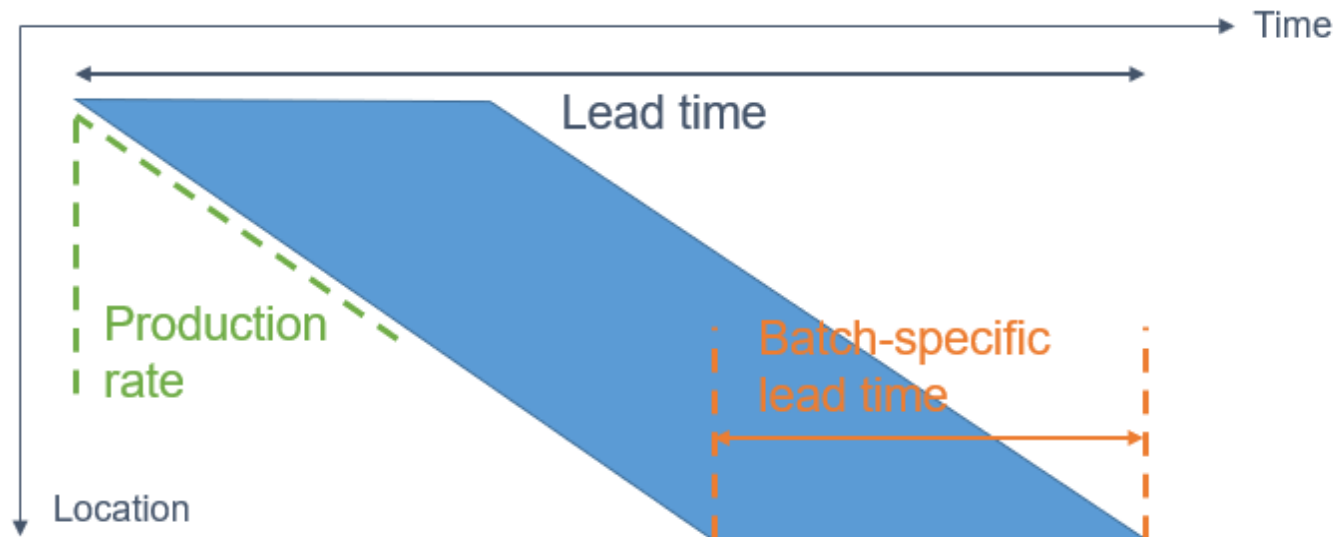 Time
Lead time
Production
rate
Batch-specific
lead time
Location